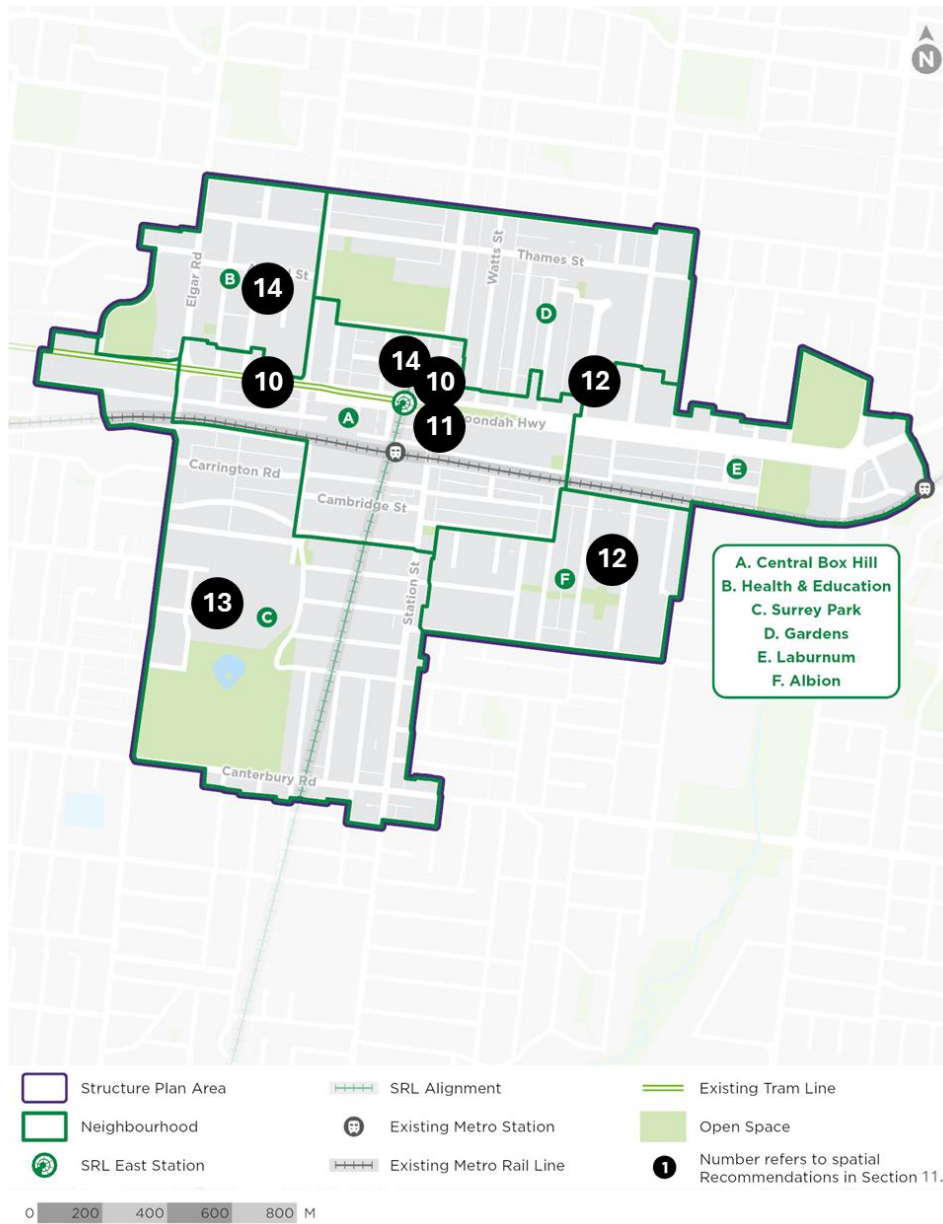 N
Thames St
Watts St
Elgar Rd
B
14
St
D
14
10
10
12
A
11
oondah Hwy
E
Carrington Rd
Cambridge St
Station St
12
F
13
C
A. Central Box Hill
B. Health & Education
C. Surrey Park
D. Gardens
E. Laburnum
F. Albion
Canterbury Rd
Structure Plan Area
SRL Alignment
Existing Tram Line
Neighbourhood
Existing Metro Station
Open Space
SRL East Station
Existing Metro Rail Line
1
Number refers to spatial
Recommendations in Section 11.
0 200 400 600 800 M